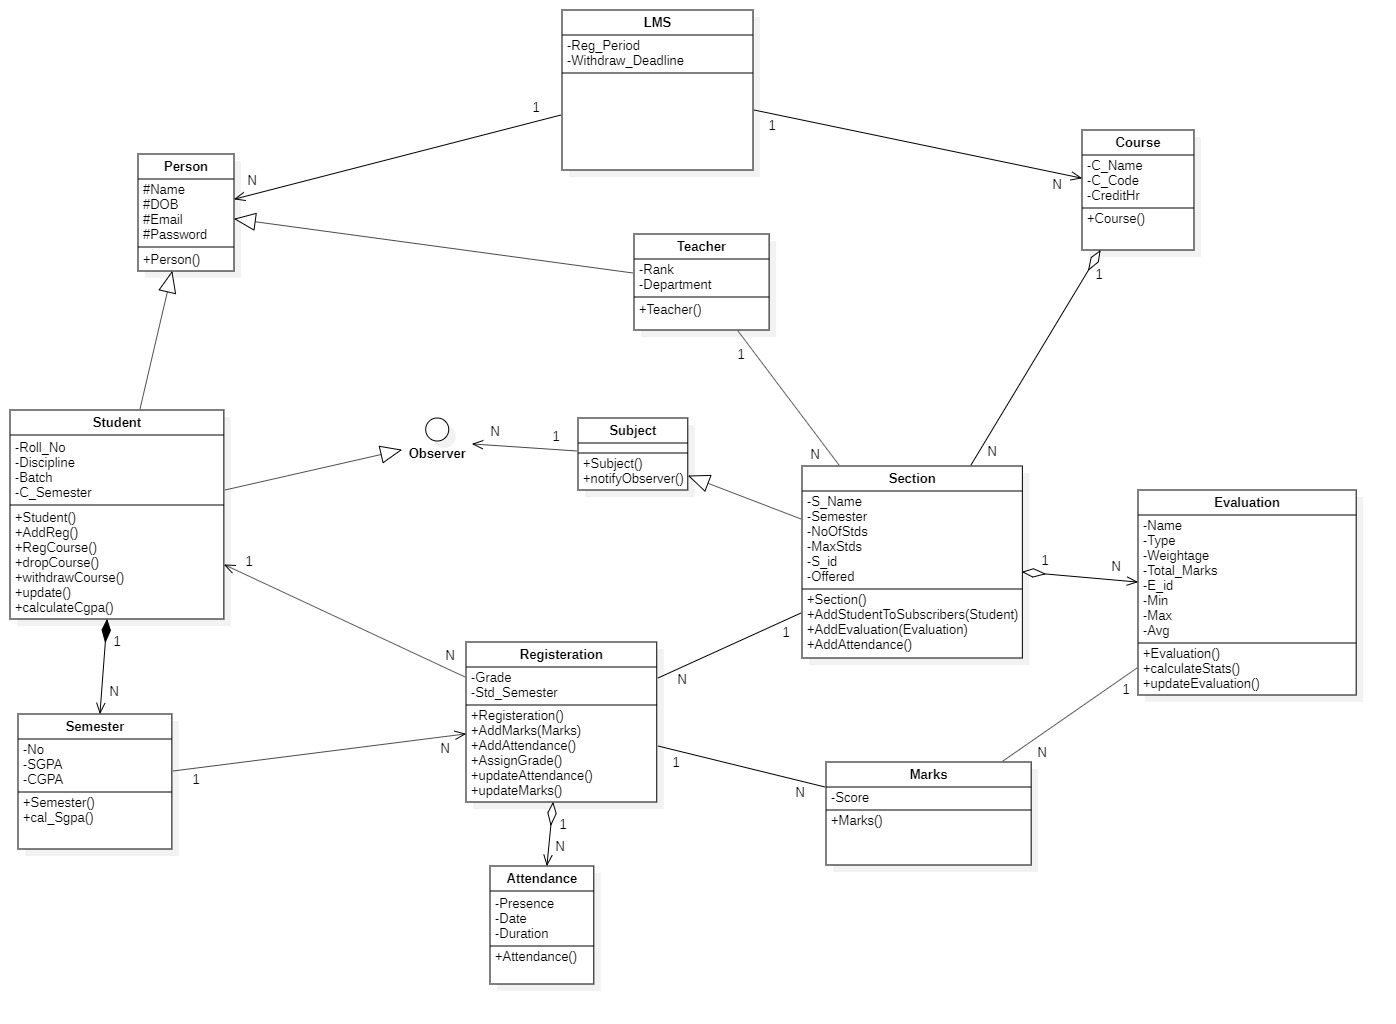 LMS
-Reg_Period
-Withdraw_Deadline
1
N
1
N
Person
#Name
#DOB
#Email
#Password
+Person()
Course
-C_Name
-C_Code
-CreditHr
+Course()
1
N
Teacher
-Rank
-Department
+Teacher()
1
N
Student
-Roll_No
-Discipline
-Batch
-C_Semester
+Student()
+AddReg()
+RegCourse()
+dropCourse()
+withdrawCourse()
+update()
+calculateCgpa()
1
N
1
N
Observer
N
1
Subject
+Subject()
+notifyObserver()
Section
-S_Name
-Semester
-NoOfStds
-MaxStds
-S_id
-Offered
+Section()
+AddStudentToSubscribers(Student)
+AddEvaluation(Evaluation)
+AddAttendance()
1
N
1
N
Evaluation
-Name
-Type
-Weightage
-Total_Marks
-E_id
-Min
-Max
-Avg
+Evaluation()
+calculateStats()
+updateEvaluation()
1
N
Registeration
-Grade
-Std_Semester
+Registeration()
+AddMarks(Marks)
+AddAttendance()
+AssignGrade()
+updateAttendance()
+updateMarks()
1
N
1
N
Semester
-No
-SGPA
-CGPA
+Semester()
+cal_Sgpa()
1
N
Marks
-Score
+Marks()
Attendance
-Presence
-Date
-Duration
+Attendance()